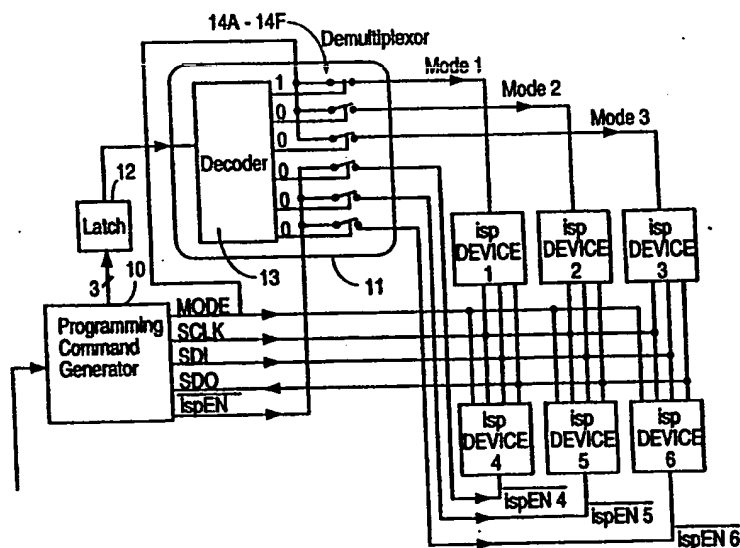 14A - 14F
Demultiplexor
Mode 1
Mode 2
Mode 3
1
0
0
0
0
0
Decoder
12
Latch
13
11
3
10
Programming
Command
Generator
MODE
SCLK
SDI
SDO
ispEN
isp
DEVICE
1
isp
DEVICE
2
isp
DEVICE
3
isp
DEVICE
4
isp
DEVICE
5
isp
DEVICE
6
ispEN 4
ispEN 5
ispEN 6